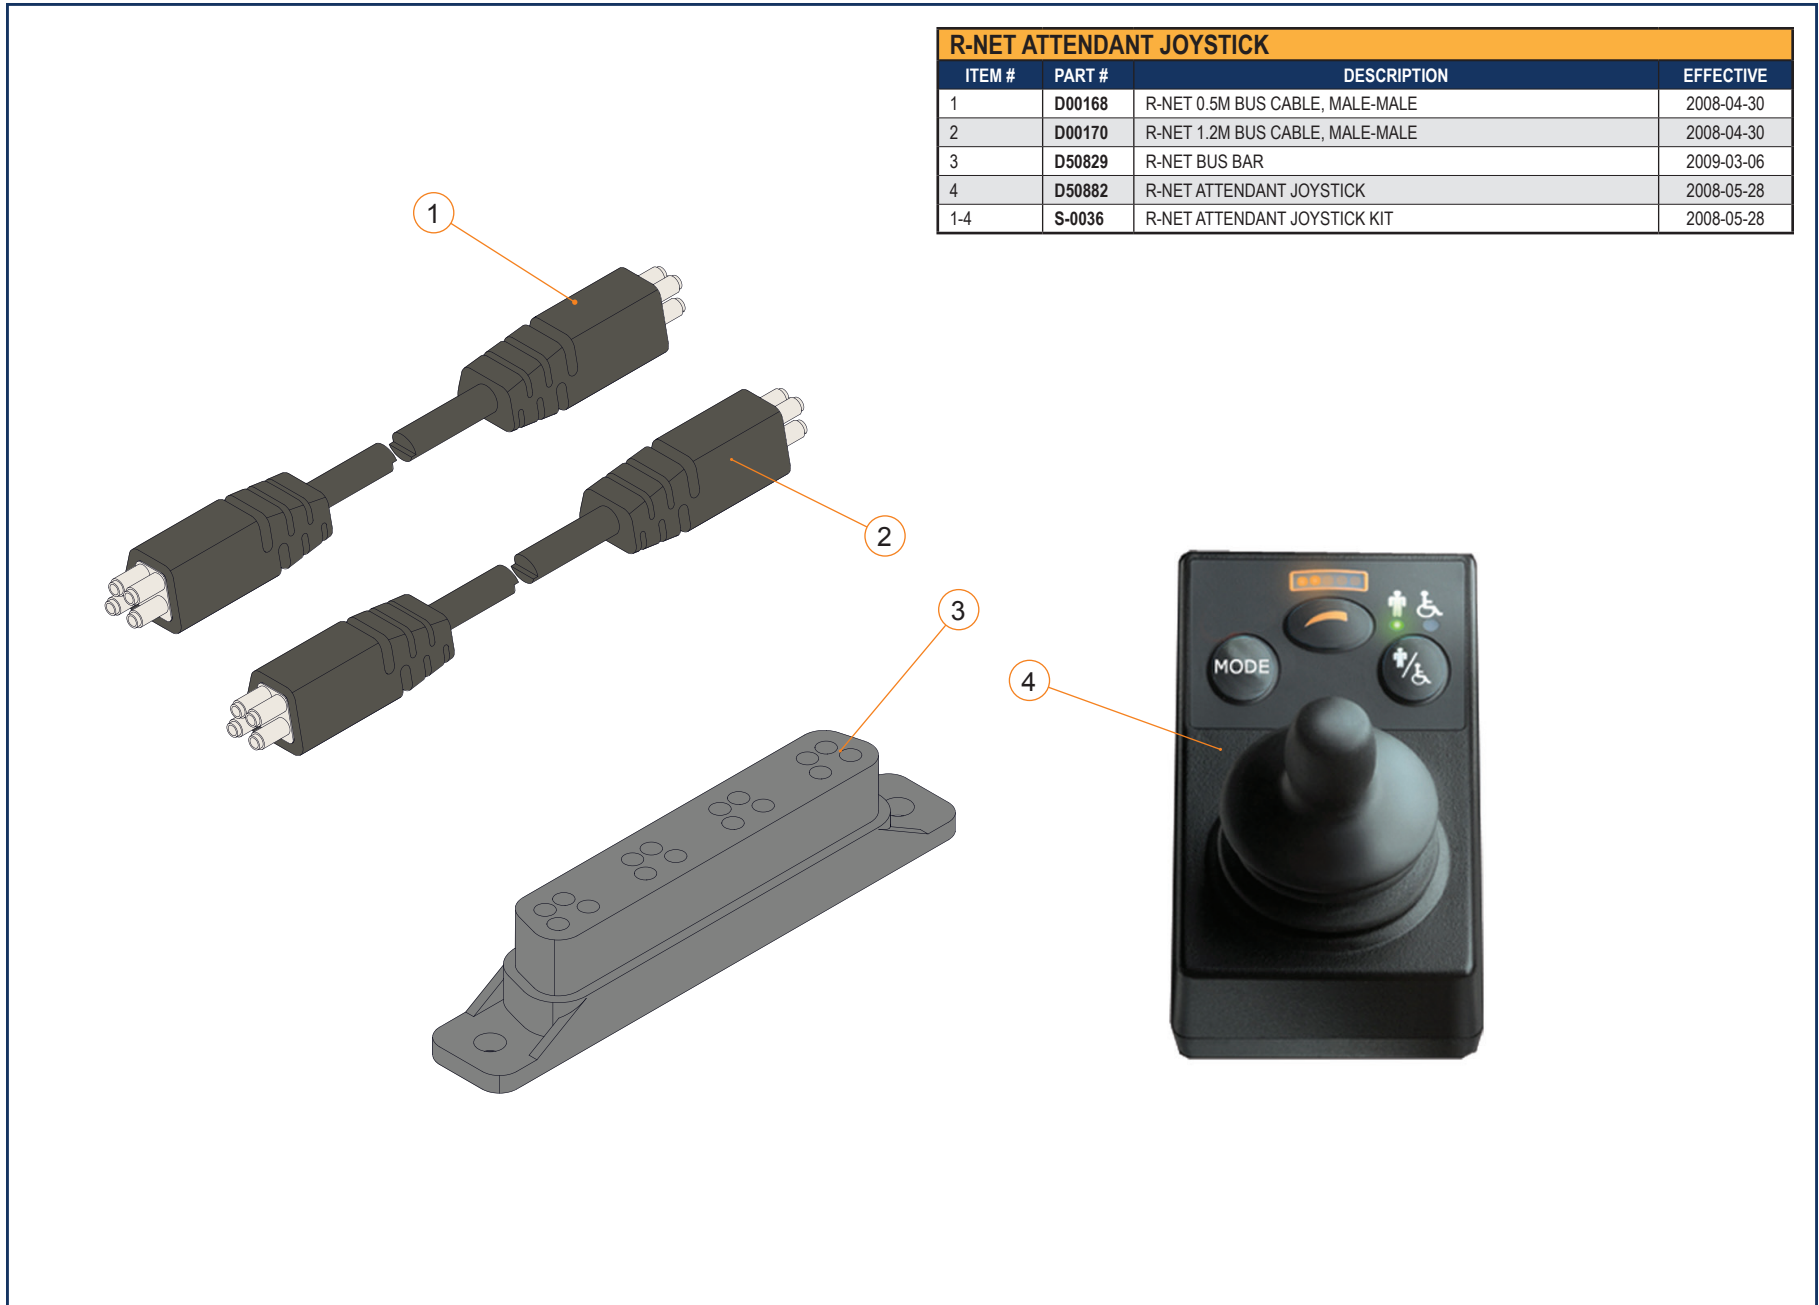 R-NET ATTENDANT JOYSTICK
ITEM # PART # DESCRIPTION EFFECTIVE
1 D00168 R-NET 0.5M BUS CABLE, MALE-MALE 2008-04-30
2 D00170 R-NET 1.2M BUS CABLE, MALE-MALE 2008-04-30
3 D50829 R-NET BUS BAR 2009-03-06
4 D50882 R-NET ATTENDANT JOYSTICK 2008-05-28
1-4 S-0036 R-NET ATTENDANT JOYSTICK KIT 2008-05-28
1
2
3
4
MODE